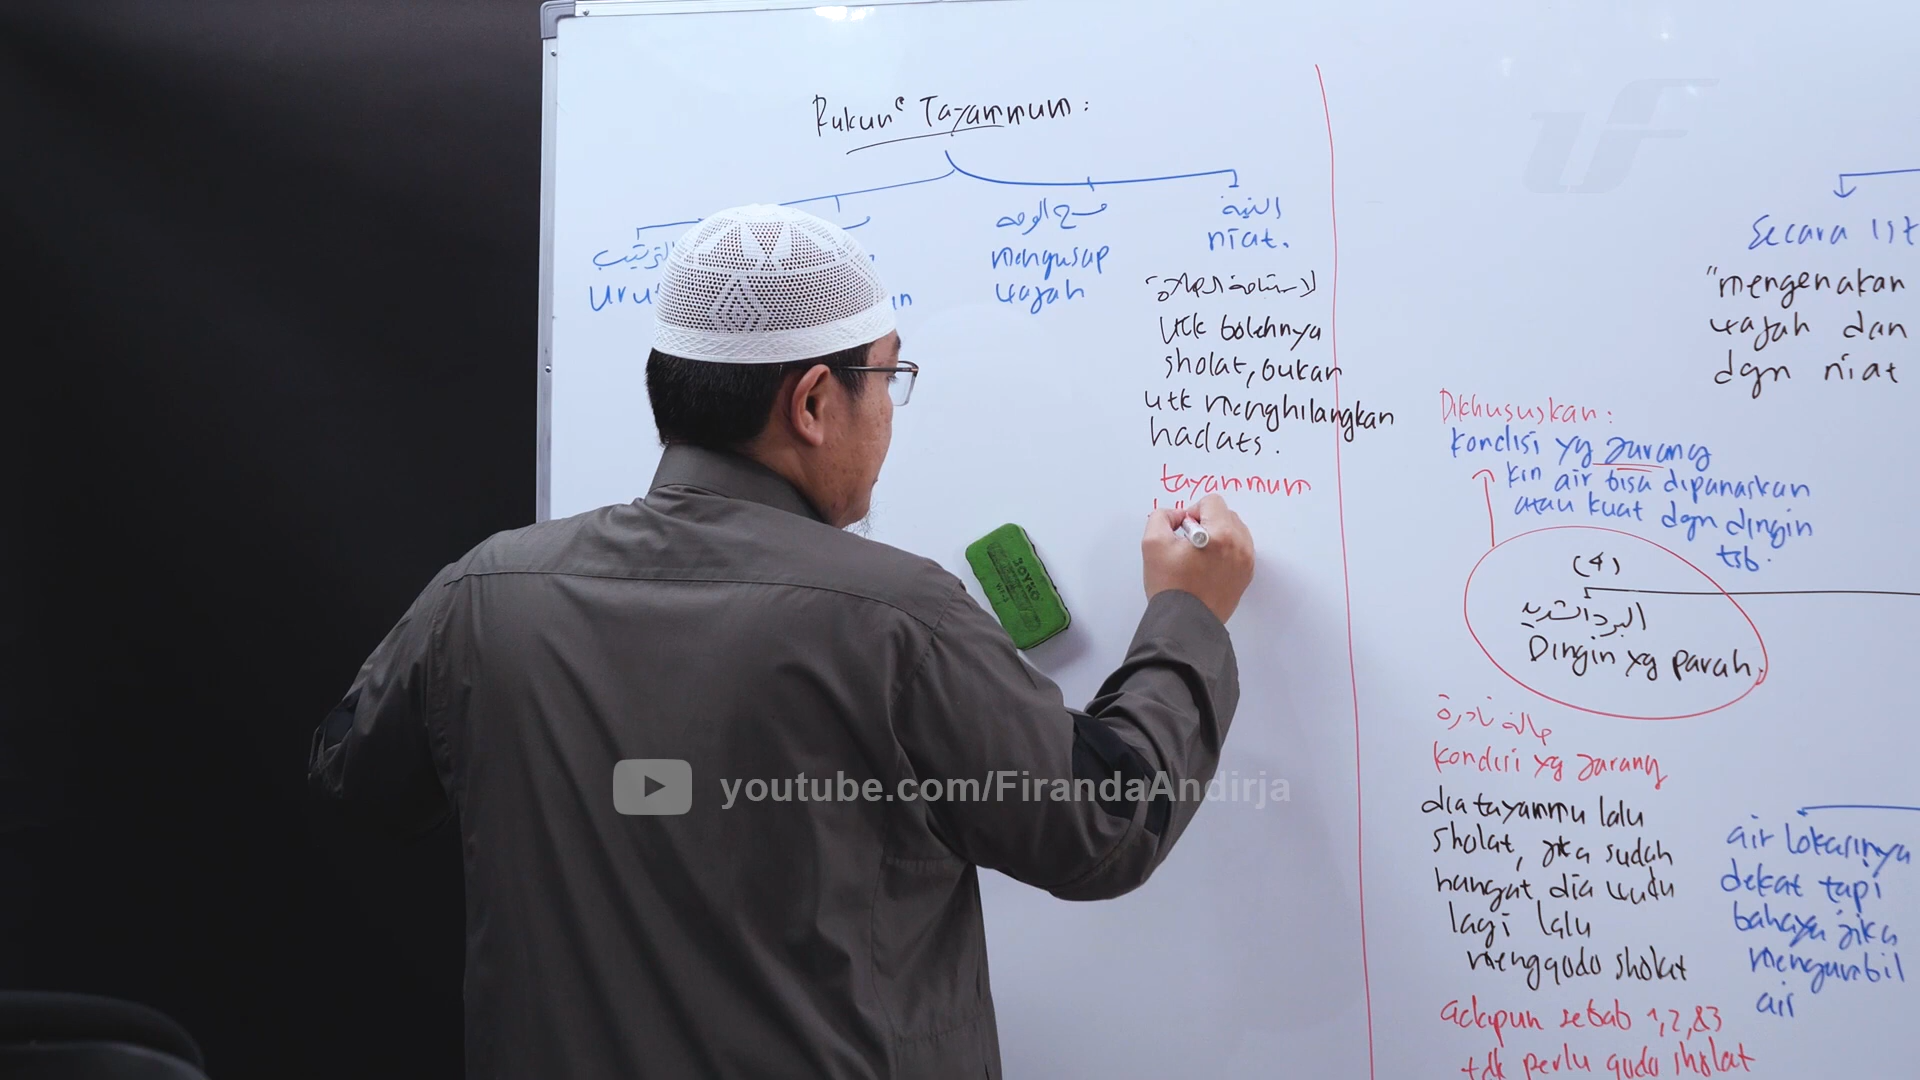 Rukun² Tayammum :
النية
niat.
مسح الوجه
mengusap
wajah
الترتيب
لاستباحة الصلاة
Utk bolehnya
sholat, bukan
utk menghilangkan
hadats.
tayammum
JOYKO
secara ist
"mengenakan
wajah dan
dgn niat
Dikhususkan :
kondisi yg jarang
krn air bisa dipanaskan
atau kuat dgn dingin
tsb.
(4)
البرد الشديد
Dingin yg parah.
حالة نادرة
kondisi yg jarang
dia tayammu lalu
sholat, jika sudah
hangat dia wudu
lagi lalu
mengqodo sholat
adapun sebab 1,2,&3
tdk perlu qodo sholat
air lokasinya
dekat tapi
bahaya jika
mengambil
air
youtube.com/FirandaAndirja